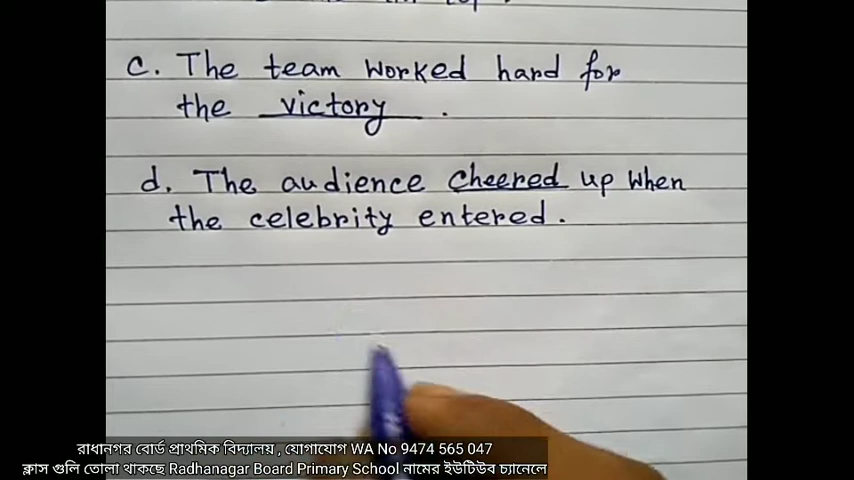 c. The team worked hard for
the victory.
d. The audience cheered up when
the celebrity entered.
রাধানগর বোর্ড প্রাথমিক বিদ্যালয় , যোগাযোগ WA No 9474 565 047
ক্লাস গুলি তোলা থাকছে Radhanagar Board Primary School নামের ইউটিউব চ্যানেলে